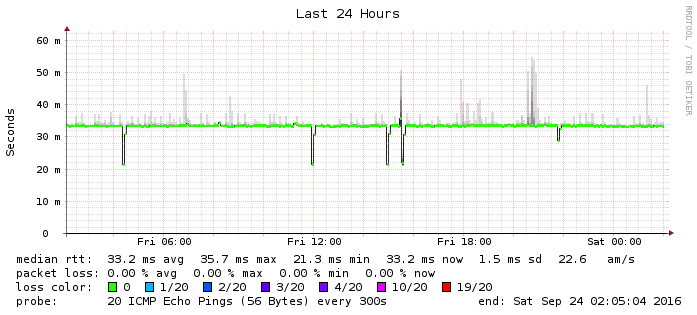 Last 24 Hours
RRDTOOL / TOBI OETIKER
60 m
50 m
40 m
30 m
20 m
10 m
0
Seconds
Fri 06:00 Fri 12:00 Fri 18:00 Sat 00:00
median rtt: 33.2 ms avg 35.7 ms max 21.3 ms min 33.2 ms now 1.5 ms sd 22.6 am/s
packet loss: 0.00 % avg 0.00 % max 0.00 % min 0.00 % now
loss color: 0 1/20 2/20 3/20 4/20 10/20 19/20
probe: 20 ICMP Echo Pings (56 Bytes) every 300s end: Sat Sep 24 02:05:04 2016